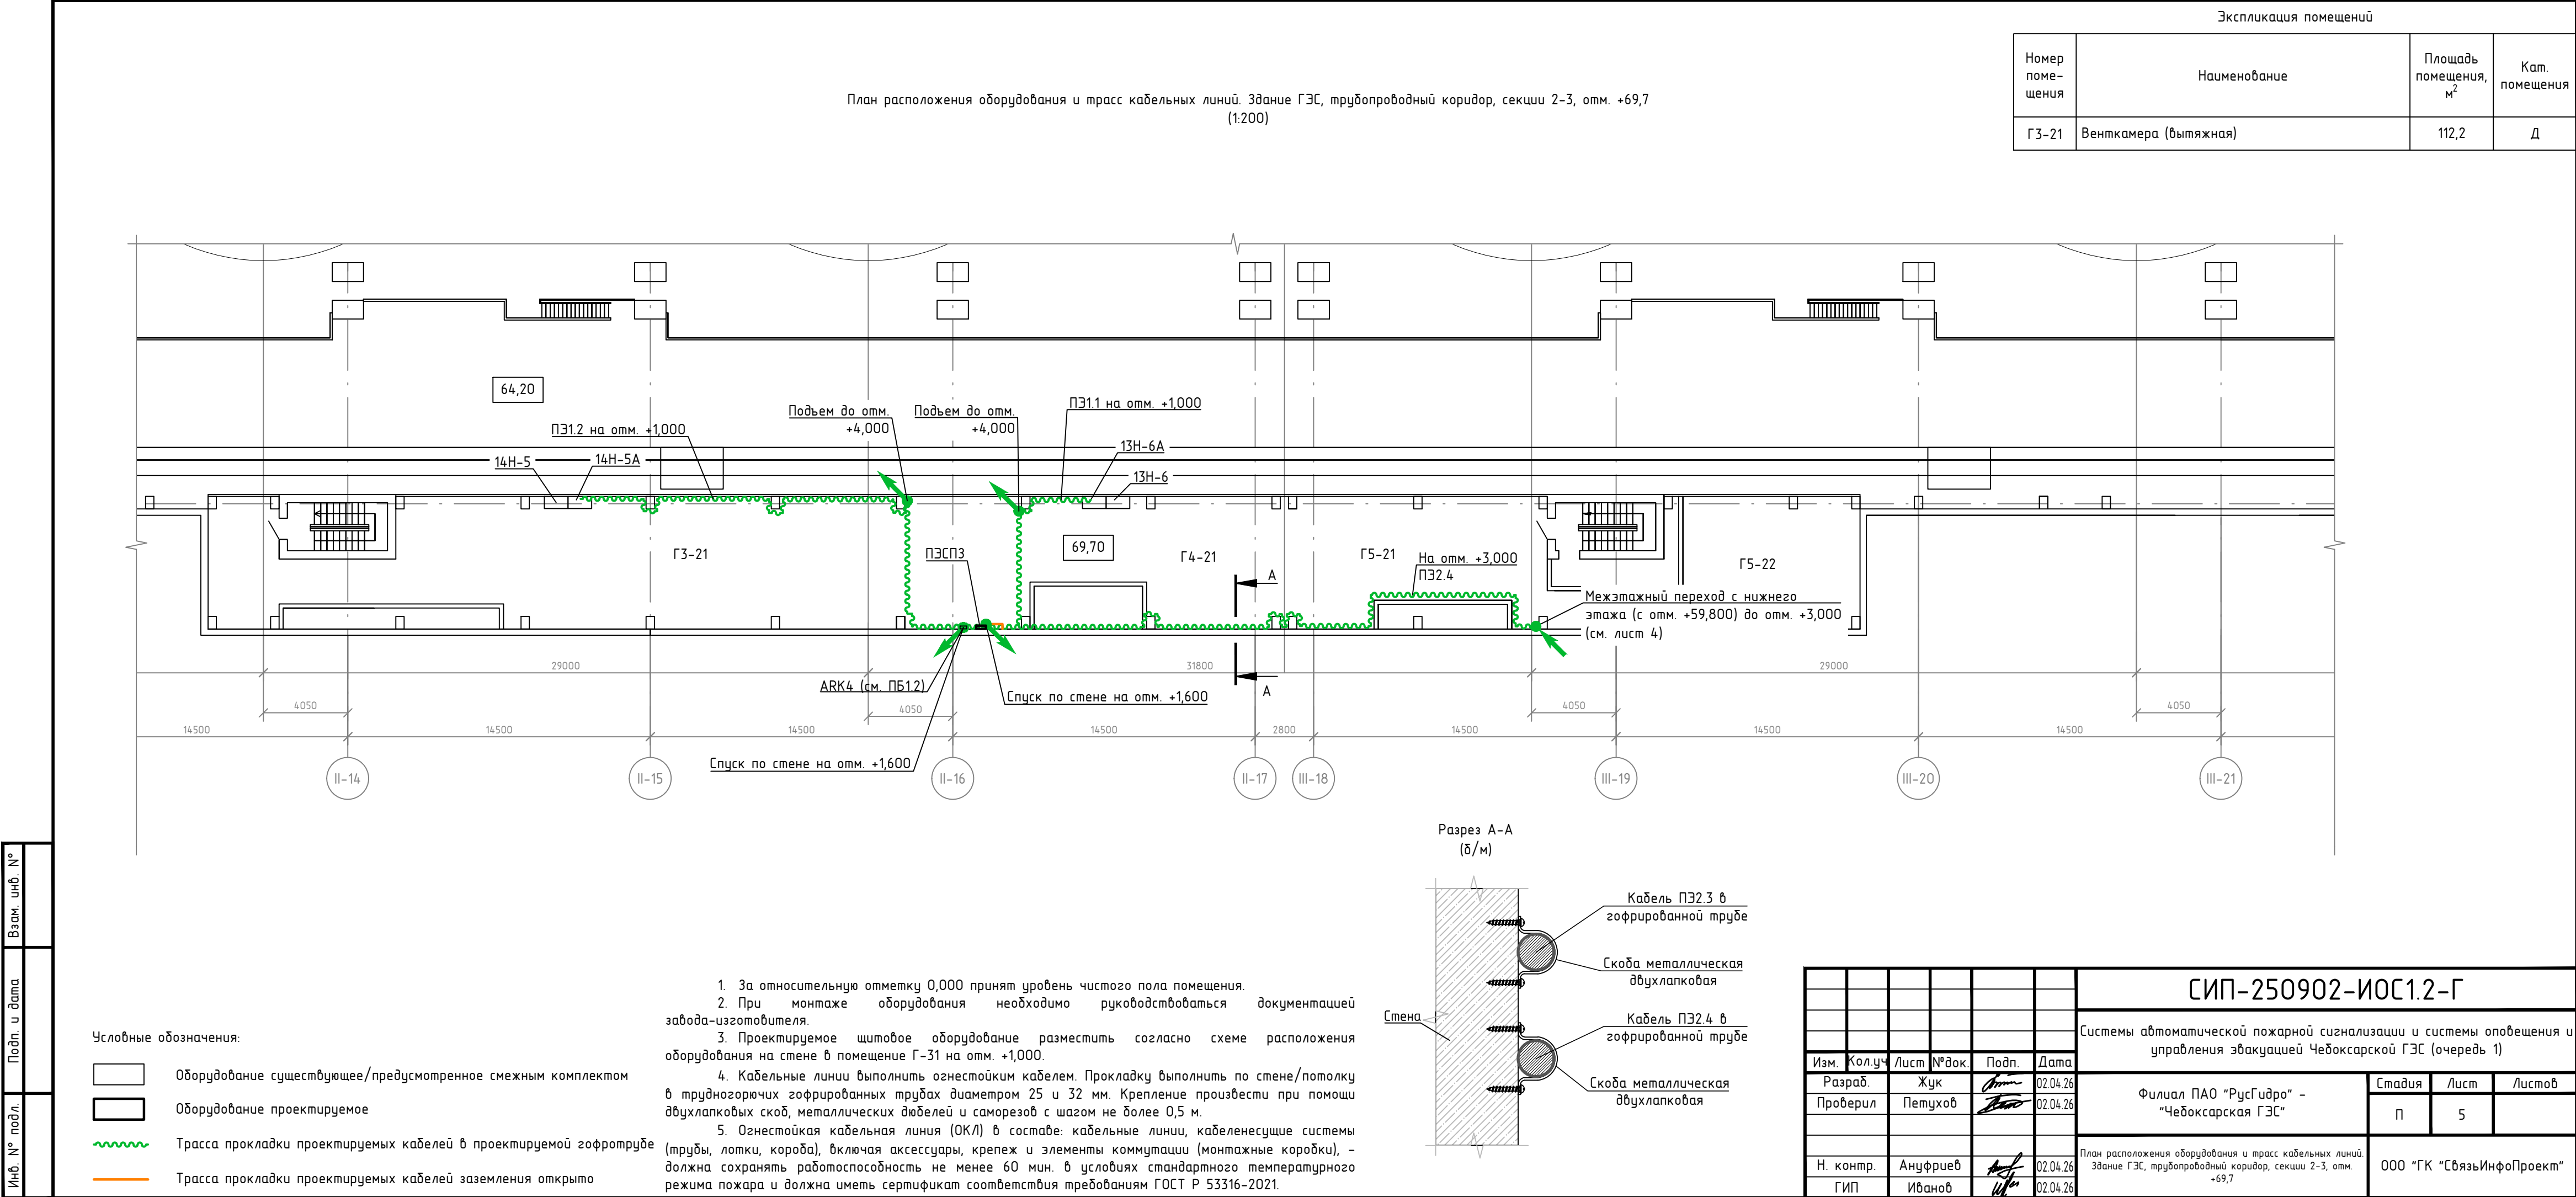 Экспликация помещений
Номер
поме-
щения
Наименование
Площадь
помещения,
м²
Кат.
помещения
Г3-21
Венткамера (вытяжная)
112,2
Д
План расположения оборудования и трасс кабельных линий. Здание ГЭС, трубопроводный коридор, секции 2-3, отм. +69,7
(1:200)
64,20
ПЭ1.2 на отм. +1,000
14Н-5
14Н-5А
Подъем до отм.
+4,000
Подъем до отм.
+4,000
ПЭ1.1 на отм. +1,000
13Н-6А
13Н-6
Г3-21
ПЭСПЗ
69,70
Г4-21
А
Г5-21
На отм. +3,000
ПЭ2.4
Г5-22
Межэтажный переход с нижнего
этажа (с отм. +59,800) до отм. +3,000
(см. лист 4)
29000
31800
29000
ARK4 (см. ПБ1.2)
Спуск по стене на отм. +1,600
А
4050
4050
4050
4050
14500
14500
14500
14500
2800
14500
14500
14500
Спуск по стене на отм. +1,600
II-14
II-15
II-16
II-17
III-18
III-19
III-20
III-21
Разрез А-А
(б/м)
Кабель ПЭ2.3 в
гофрированной трубе
Скоба металлическая
двухлапковая
Стена
Кабель ПЭ2.4 в
гофрированной трубе
Скоба металлическая
двухлапковая
1. За относительную отметку 0,000 принят уровень чистого пола помещения.
2. При монтаже оборудования необходимо руководствоваться документацией
завода-изготовителя.
3. Проектируемое щитовое оборудование разместить согласно схеме расположения
оборудования на стене в помещение Г-31 на отм. +1,000.
4. Кабельные линии выполнить огнестойким кабелем. Прокладку выполнить по стене/потолку
в трудногорючих гофрированных трубах диаметром 25 и 32 мм. Крепление произвести при помощи
двухлапковых скоб, металлических дюбелей и саморезов с шагом не более 0,5 м.
5. Огнестойкая кабельная линия (ОКЛ) в составе: кабельные линии, кабеленесущие системы
(трубы, лотки, короба), включая аксессуары, крепеж и элементы коммутации (монтажные коробки), –
должна сохранять работоспособность не менее 60 мин. в условиях стандартного температурного
режима пожара и должна иметь сертификат соответствия требованиям ГОСТ Р 53316-2021.
Условные обозначения:
Оборудование существующее/предусмотренное смежным комплектом
Оборудование проектируемое
Трасса прокладки проектируемых кабелей в проектируемой гофротрубе
Трасса прокладки проектируемых кабелей заземления открыто
Взам. инв. №
Подп. и дата
Инв. № подл.
СИП-250902-ИОС1.2-Г
Системы автоматической пожарной сигнализации и системы оповещения и
управления эвакуацией Чебоксарской ГЭС (очередь 1)
Изм. Кол.уч Лист №док. Подп. Дата
Разраб. Жук 02.04.26
Проверил Петухов 02.04.26
Н. контр. Ануфриев 02.04.26
ГИП Иванов 02.04.26
Филиал ПАО "РусГидро" –
"Чебоксарская ГЭС"
Стадия Лист Листов
П 5
План расположения оборудования и трасс кабельных линий.
Здание ГЭС, трубопроводный коридор, секции 2-3, отм.
+69,7
ООО "ГК "СвязьИнфоПроект"